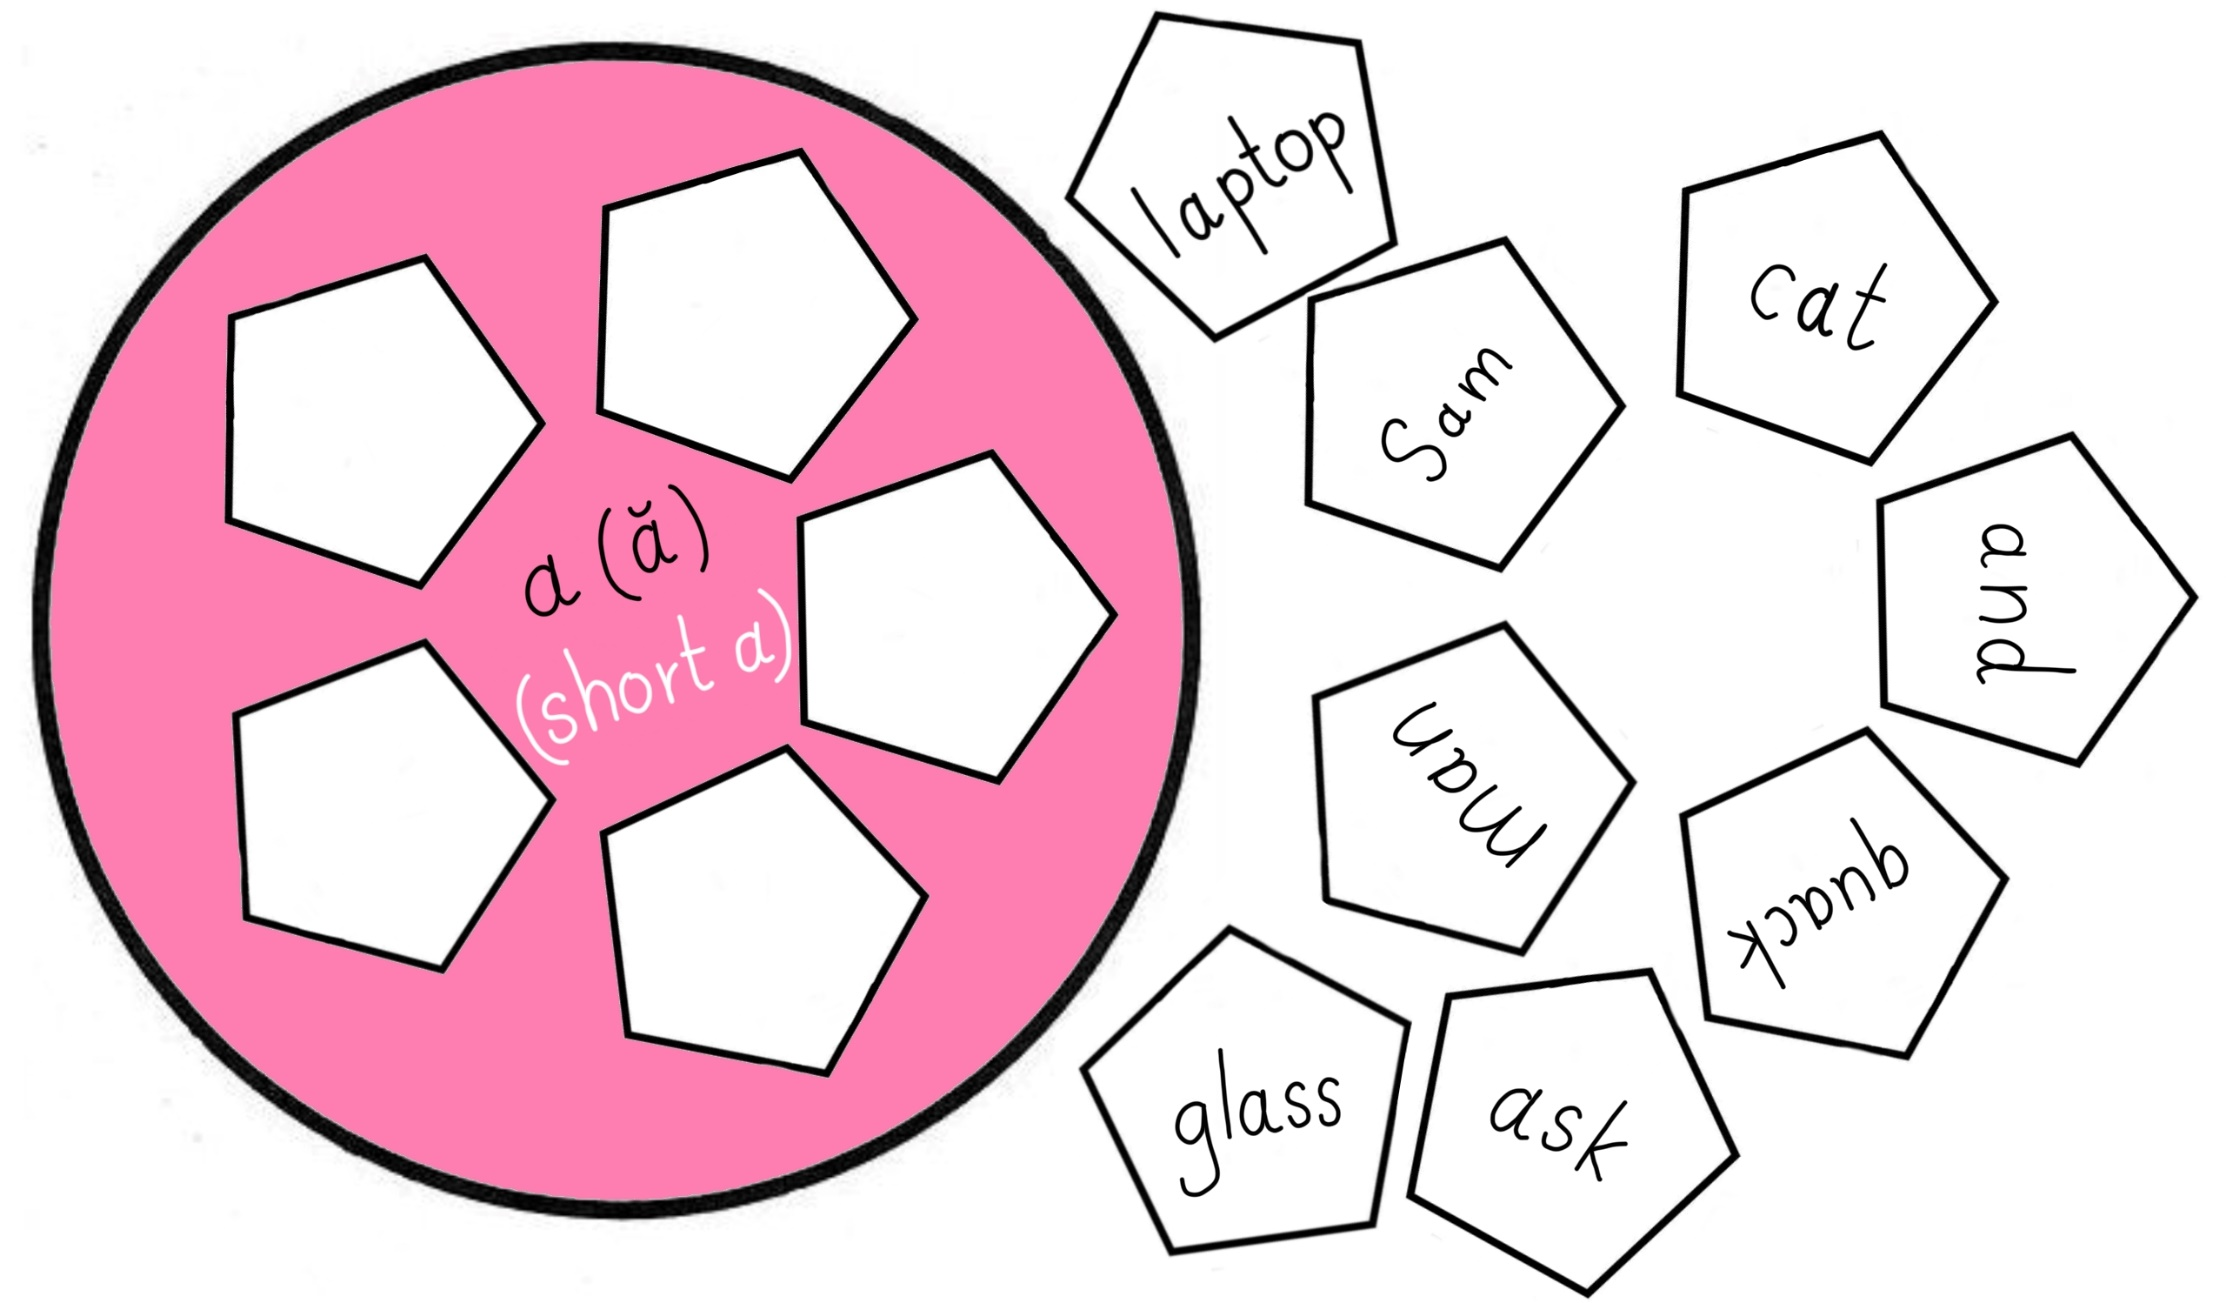 a (ă)
(short a)
laptop
Sam
cat
and
man
quack
glass
ask